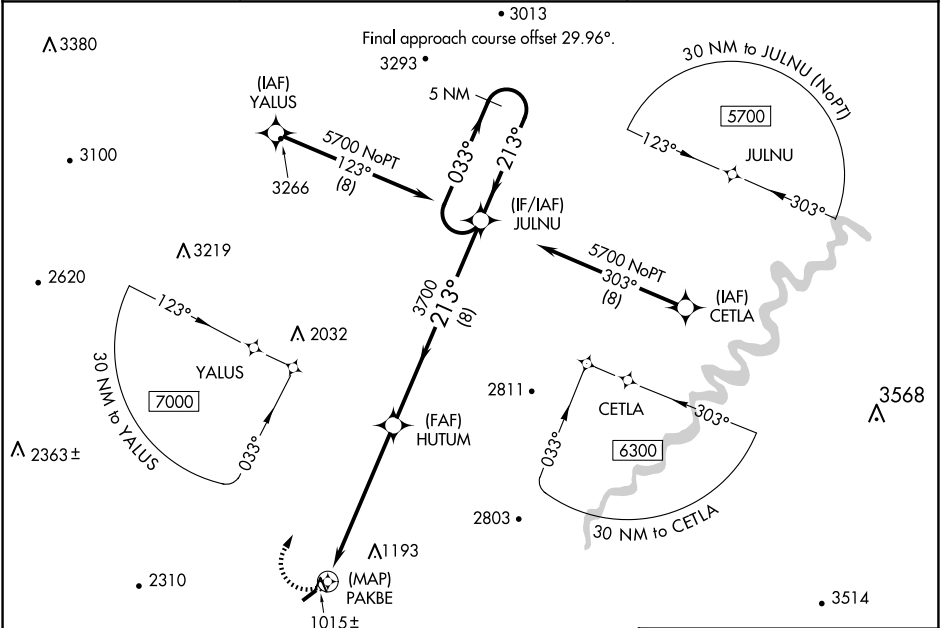 3013
3380
Final approach course offset 29.96°.
3293
30 NM to JULNU (NoPT)
(IAF)
YALUS
5 NM
5700
123°
JULNU
303°
3100
5700 NoPT
123°
(8)
3266
033°
213°
(IF/IAF)
JULNU
3219
2620
5700 NoPT
303°
(8)
(IAF)
CETLA
3700
213°
(8)
123°
2032
YALUS
7000
30 NM to YALUS
033°
2811
CETLA
303°
6300
033°
30 NM to CETLA
3568
(FAF)
HUTUM
2363±
2803
1193
2310
(MAP)
PAKBE
1015±
3514